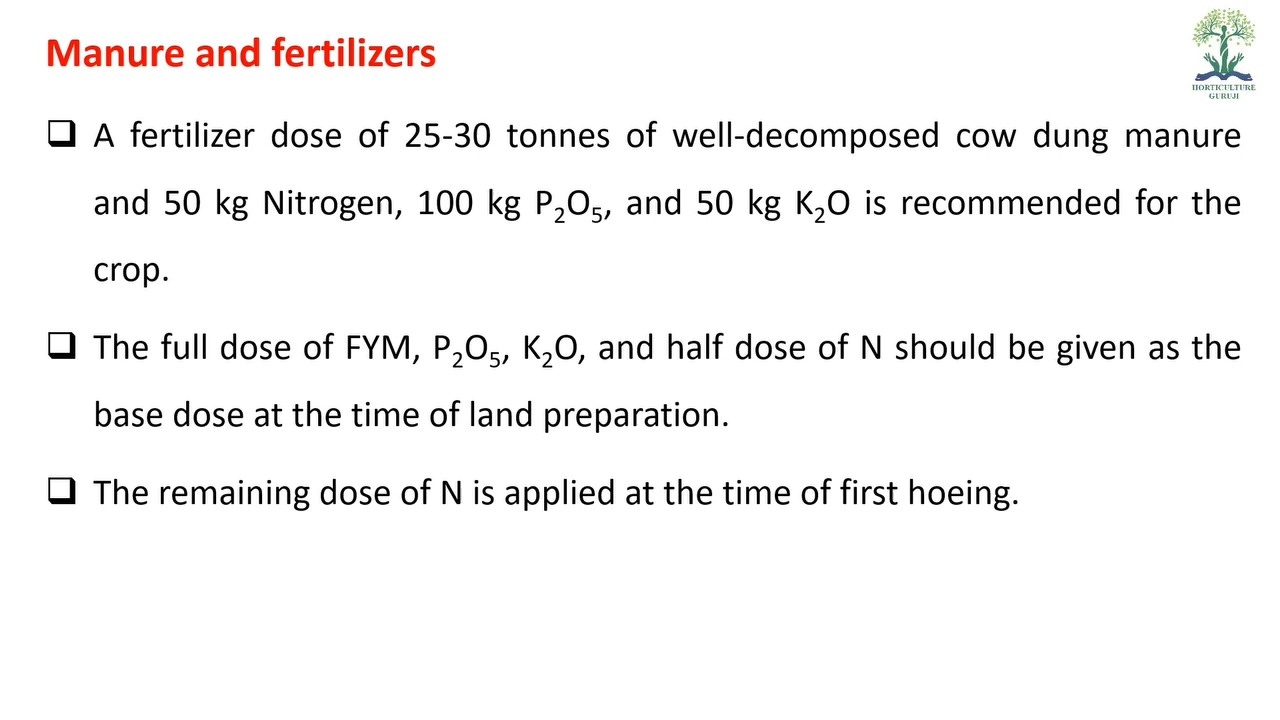 Manure and fertilizers
HORTICULTURE
GURUJI
❑ A fertilizer dose of 25-30 tonnes of well-decomposed cow dung manure
and 50 kg Nitrogen, 100 kg P₂O₅, and 50 kg K₂O is recommended for the
crop.
❑ The full dose of FYM, P₂O₅, K₂O, and half dose of N should be given as the
base dose at the time of land preparation.
❑ The remaining dose of N is applied at the time of first hoeing.